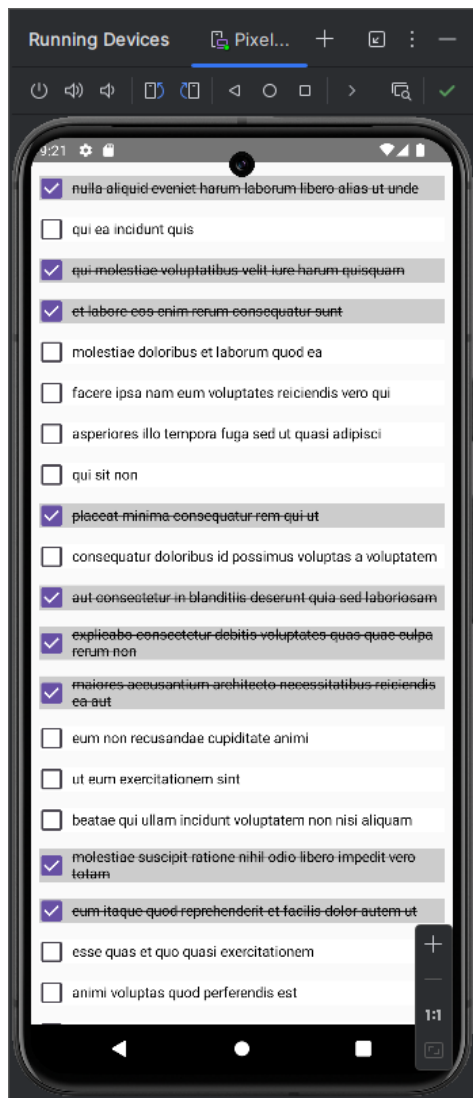 Running Devices
Pixel...
9:21
nulla aliquid eveniet harum laborum libero alias ut unde
qui ea incidunt quis
qui molestiae voluptatibus velit iure harum quisquam
et labore eos enim rerum consequatur sunt
molestiae doloribus et laborum quod ea
facere ipsa nam eum voluptates reiciendis vero qui
asperiores illo tempora fuga sed ut quasi adipisci
qui sit non
placeat minima consequatur rem qui ut
consequatur doloribus id possimus voluptas a voluptatem
aut consectetur in blanditiis deserunt quia sed laboriosam
explicabo consectetur debitis voluptates quas quae culpa
rerum non
maiores accusantium architecto necessitatibus reiciendis
ea aut
eum non recusandae cupiditate animi
ut eum exercitationem sint
beatae qui ullam incidunt voluptatem non nisi aliquam
molestiae suscipit ratione nihil odio libero impedit vero
totam
eum itaque quod reprehenderit et facilis dolor autem ut
esse quas et quo quasi exercitationem
animi voluptas quod perferendis est
1:1